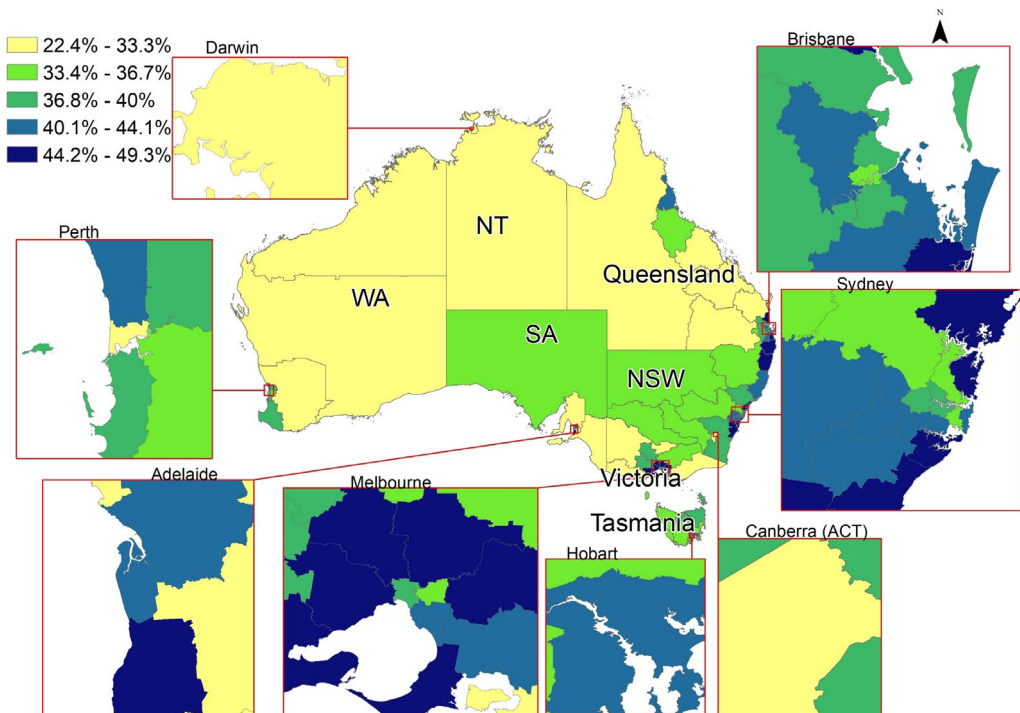 N
22.4% - 33.3%
33.4% - 36.7%
36.8% - 40%
40.1% - 44.1%
44.2% - 49.3%
Darwin
Brisbane
Perth
NT
Queensland
WA
Sydney
SA
NSW
Adelaide
Melbourne
Victoria
Tasmania
Hobart
Canberra (ACT)